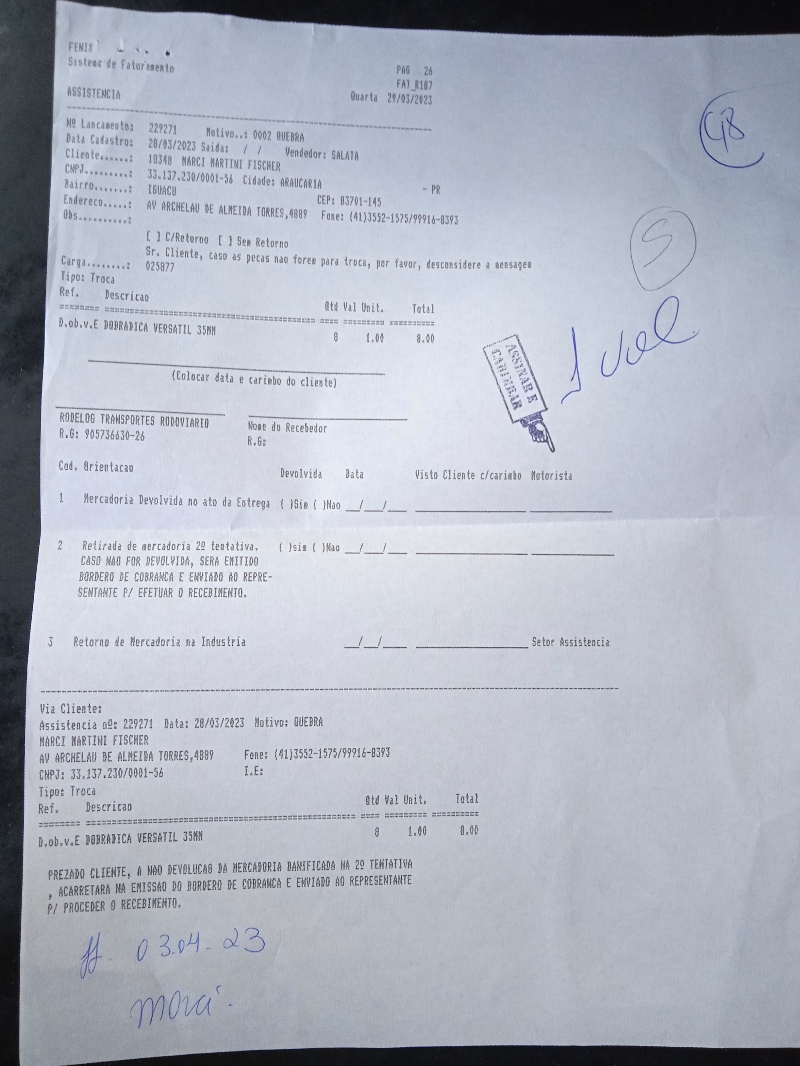 FENIX
Sistema de Faturamento
PAG 26
FAT_R187
ASSISTENCIA
Quarta 29/03/2023
Nº Lancamento: 229271 Motivo..: 0002 QUEBRA
Data Cadastro: 28/03/2023 Saida: / / Vendedor: SALATA
Cliente......: 10348 MARCI MARTINI FISCHER
CNPJ.........: 33.137.230/0001-56 Cidade: ARAUCARIA - PR
Bairro.......: IGUACU CEP: 83701-145
Endereco.....: AV ARCHELAU DE ALMEIDA TORRES,4889 Fone: (41)3552-1575/99916-8393
Obs..........:
[ ] C/Retorno [ ] Sem Retorno
Sr. Cliente, caso as pecas nao forem para troca, por favor, desconsidere a mensagem
Carga........: 025877
Tipo: Troca
Ref. Descricao Qtd Val Unit. Total
D.ob.v.E DOBRADICA VERSATIL 35MM 8 1.00 8.00
(Colocar data e carimbo do cliente)
ASSINAR E
CARIMBAR
48
S
1 vol
RODELOG TRANSPORTES RODOVIARIO
R.G: 905736630-26
Nome do Recebedor
R.G:
Cod. Orientacao Devolvida Data Visto Cliente c/carimbo Motorista
1 Mercadoria Devolvida no ato da Entrega ( )Sim ( )Nao __/__/___
2 Retirada de mercadoria 2º tentativa. ( )sim ( )Nao __/__/___
CASO NAO FOR DEVOLVIDA, SERA EMITIDO
BORDERO DE COBRANCA E ENVIADO AO REPRE-
SENTANTE P/ EFETUAR O RECEBIMENTO.
3 Retorno de Mercadoria na Industria __/__/___ Setor Assistencia
Via Cliente:
Assistencia nº: 229271 Data: 28/03/2023 Motivo: QUEBRA
MARCI MARTINI FISCHER
AV ARCHELAU DE ALMEIDA TORRES,4889 Fone: (41)3552-1575/99916-8393
CNPJ: 33.137.230/0001-56 I.E:
Tipo: Troca
Ref. Descricao Qtd Val Unit. Total
D.ob.v.E DOBRADICA VERSATIL 35MM 8 1.00 8.00
PREZADO CLIENTE, A NAO DEVOLUCAO DA MERCADORIA DANIFICADA NA 2º TENTATIVA
, ACARRETARA NA EMISSAO DO BORDERO DE COBRANCA E ENVIADO AO REPRESENTANTE
P/ PROCEDER O RECEBIMENTO.
03.04.23
Marci